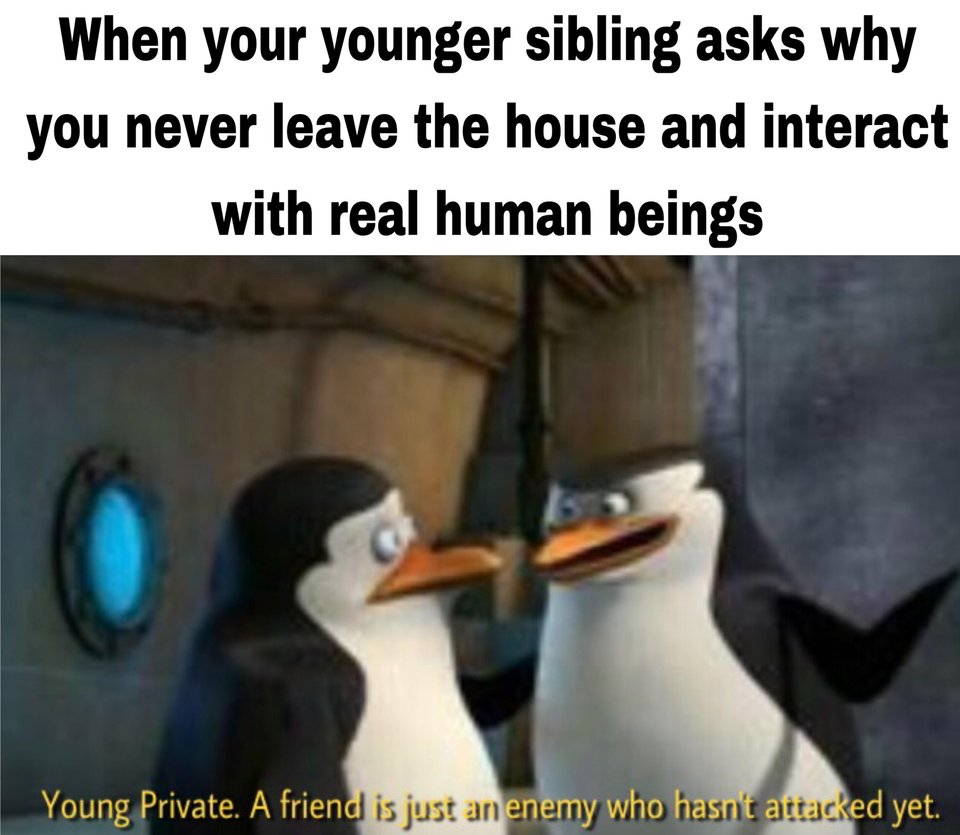 When your younger sibling asks why
you never leave the house and interact
with real human beings
Young Private. A friend is just an enemy who hasn't attacked yet.